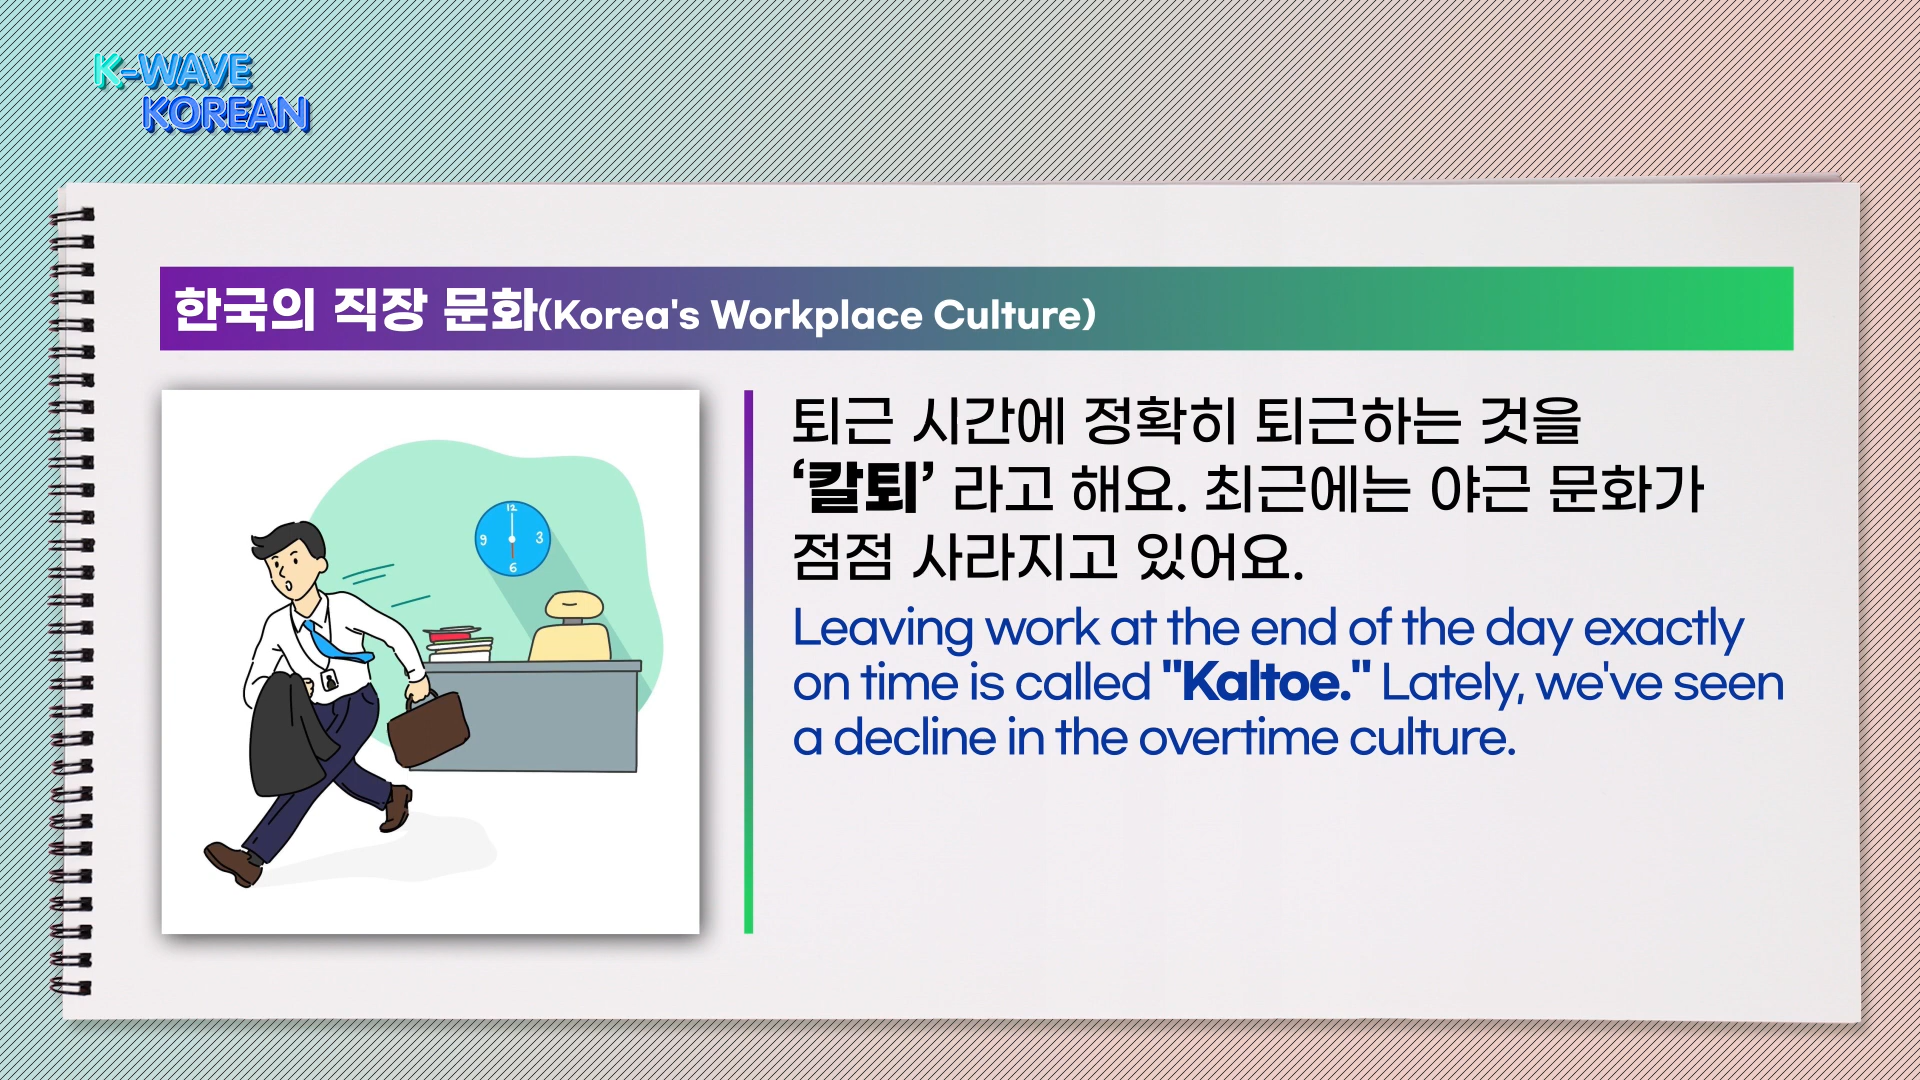 K-WAVE
KOREAN
한국의 직장 문화(Korea's Workplace Culture)
12
9 3
6
퇴근 시간에 정확히 퇴근하는 것을
‘칼퇴’ 라고 해요. 최근에는 야근 문화가
점점 사라지고 있어요.
Leaving work at the end of the day exactly
on time is called "Kaltoe." Lately, we've seen
a decline in the overtime culture.